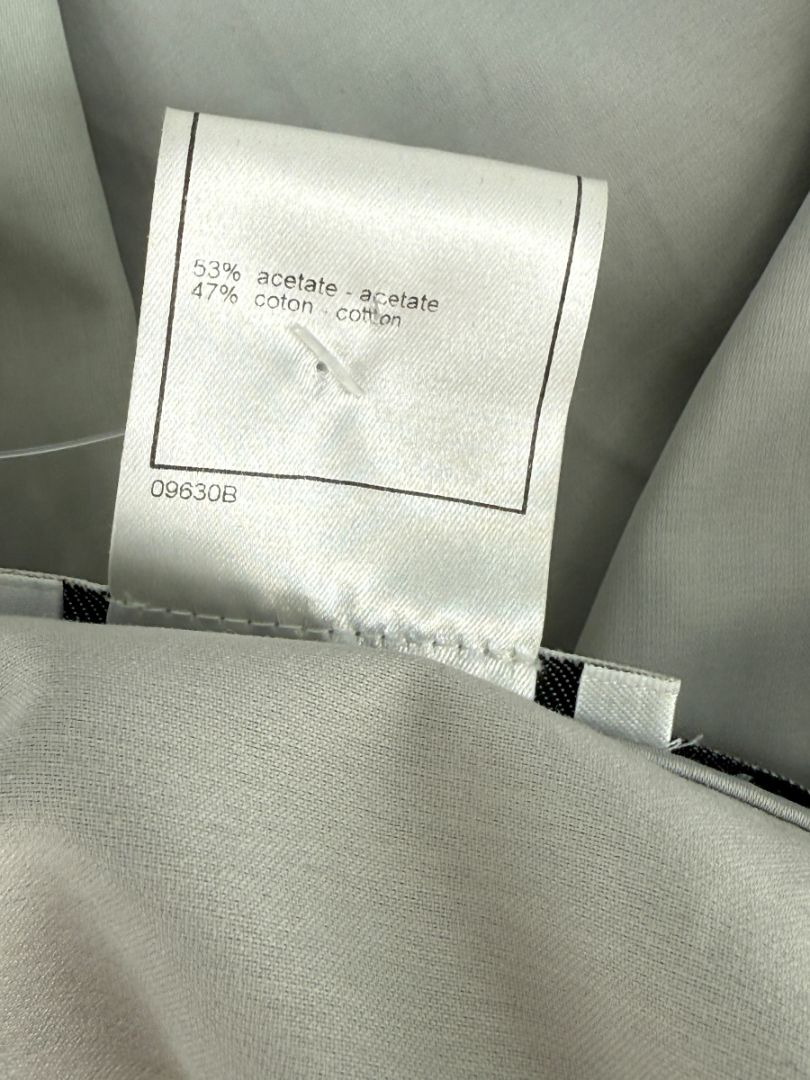 53% acetate - acetate
47% coton - cotton
09630B